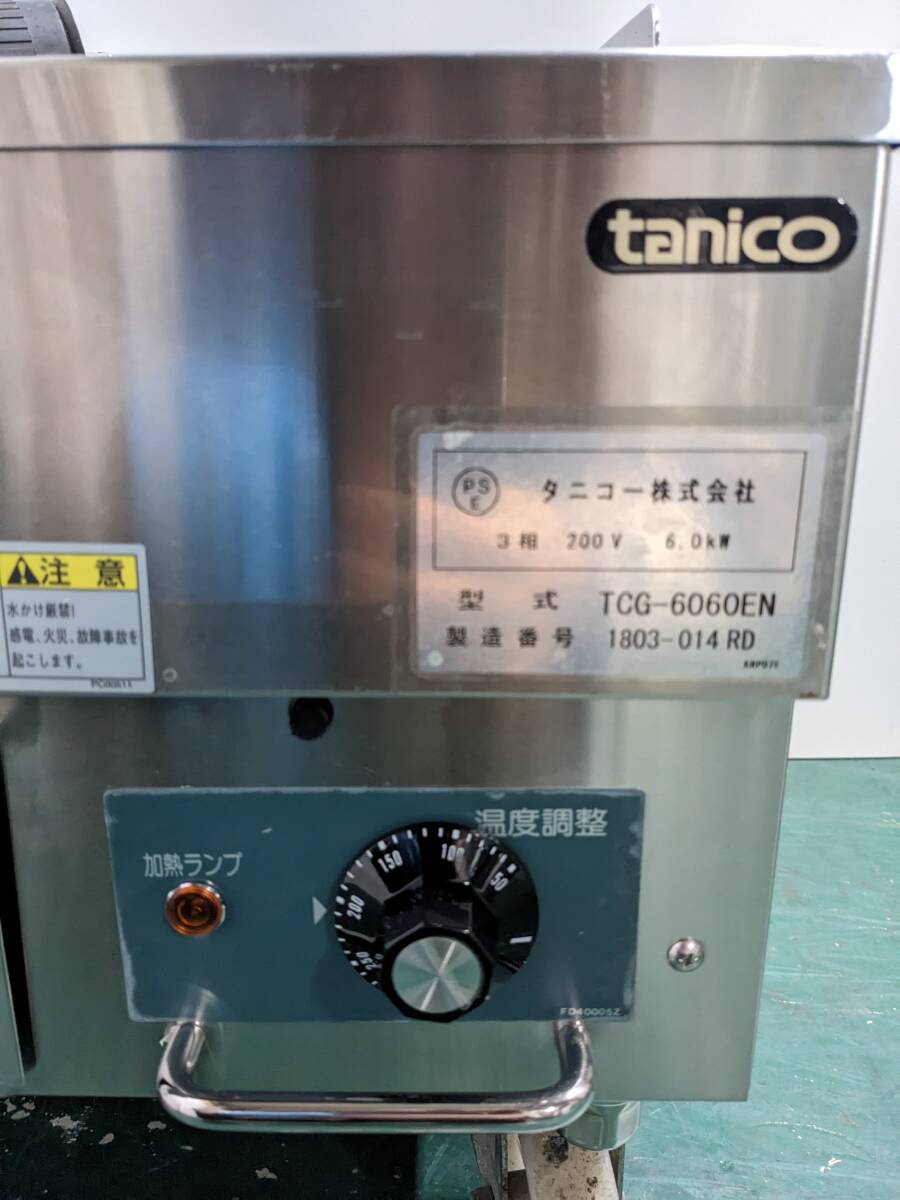 tanico
PS
E
タニコー株式会社
3相 200V 6.0kW
型式 TCG-6060EN
製造番号 1803-014 RD
注意
水かけ厳禁!
感電、火災、故障事故を
起こします。
PC00611
温度調整
加熱ランプ
50
100
150
200
250
FD40005Z